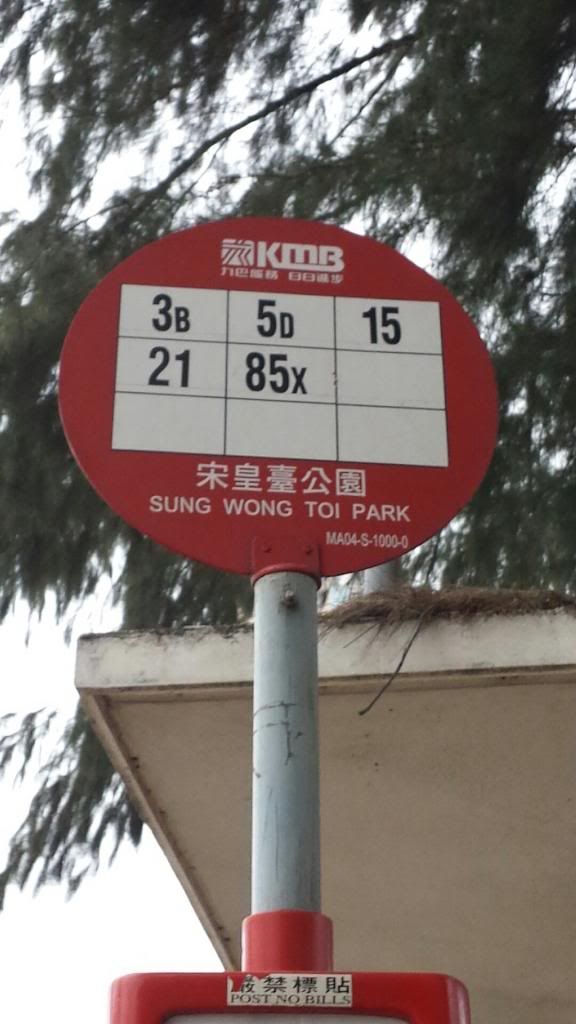 KMB
九巴服務 日日進步
3B 5D 15
21 85X
宋皇臺公園
SUNG WONG TOI PARK
MA04-S-1000-0
嚴禁標貼
POST NO BILLS